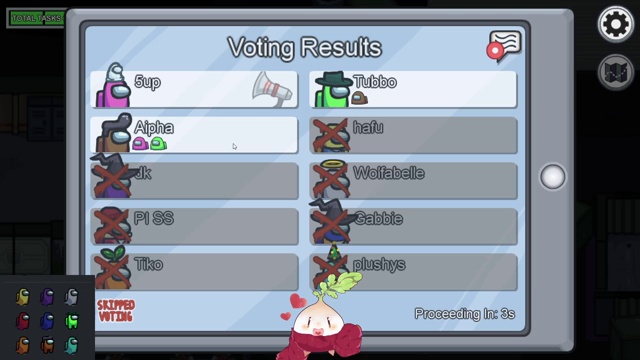 TOTAL TASKS
Voting Results
5up
Tubbo
Aipha
hafu
dk
Wolfabelle
PI SS
Gabbie
Tiko
plushys
SKIPPED
VOTING
Proceeding In: 3s